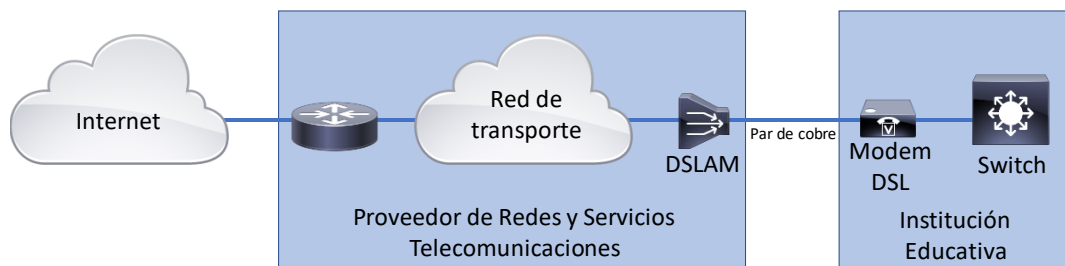 Internet
Red de
transporte
DSLAM
Proveedor de Redes y Servicios
Telecomunicaciones
Par de cobre
Modem
DSL
V
Switch
Institución
Educativa